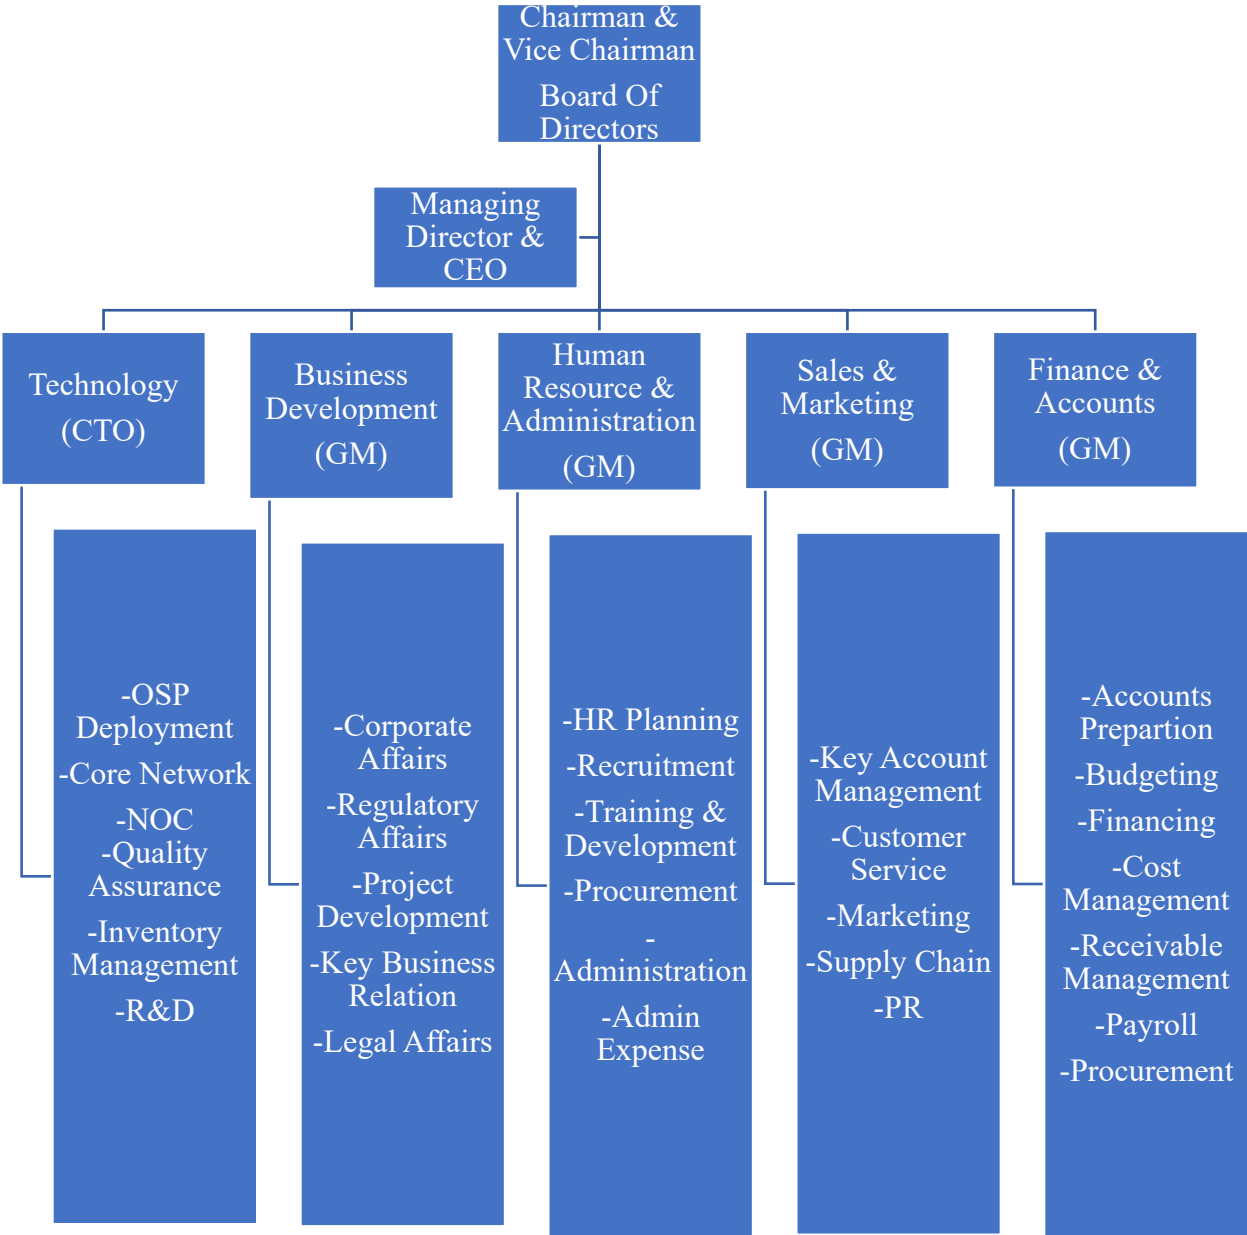 Chairman &
Vice Chairman
Board Of
Directors
Managing
Director &
CEO
Technology
(CTO)
Business
Development
(GM)
Human
Resource &
Administration
(GM)
Sales &
Marketing
(GM)
Finance &
Accounts
(GM)
-OSP
Deployment
-Core Network
-NOC
-Quality
Assurance
-Inventory
Management
-R&D
-Corporate
Affairs
-Regulatory
Affairs
-Project
Development
-Key Business
Relation
-Legal Affairs
-HR Planning
-Recruitment
-Training &
Development
-Procurement
-
Administration
-Admin
Expense
-Key Account
Management
-Customer
Service
-Marketing
-Supply Chain
-PR
-Accounts
Prepartion
-Budgeting
-Financing
-Cost
Management
-Receivable
Management
-Payroll
-Procurement